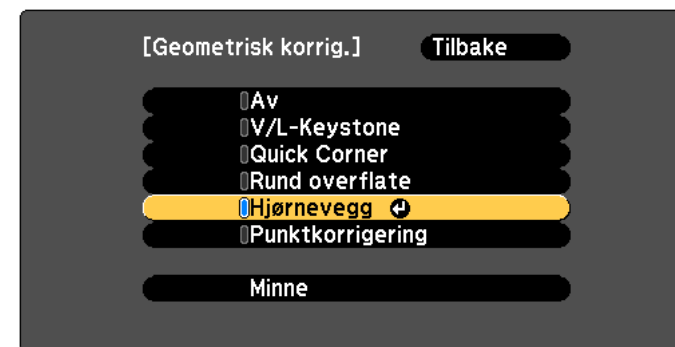 [Geometrisk korrig.] Tilbake
Av
V/L-Keystone
Quick Corner
Rund overflate
Hjørnevegg
Punktkorrigering
Minne